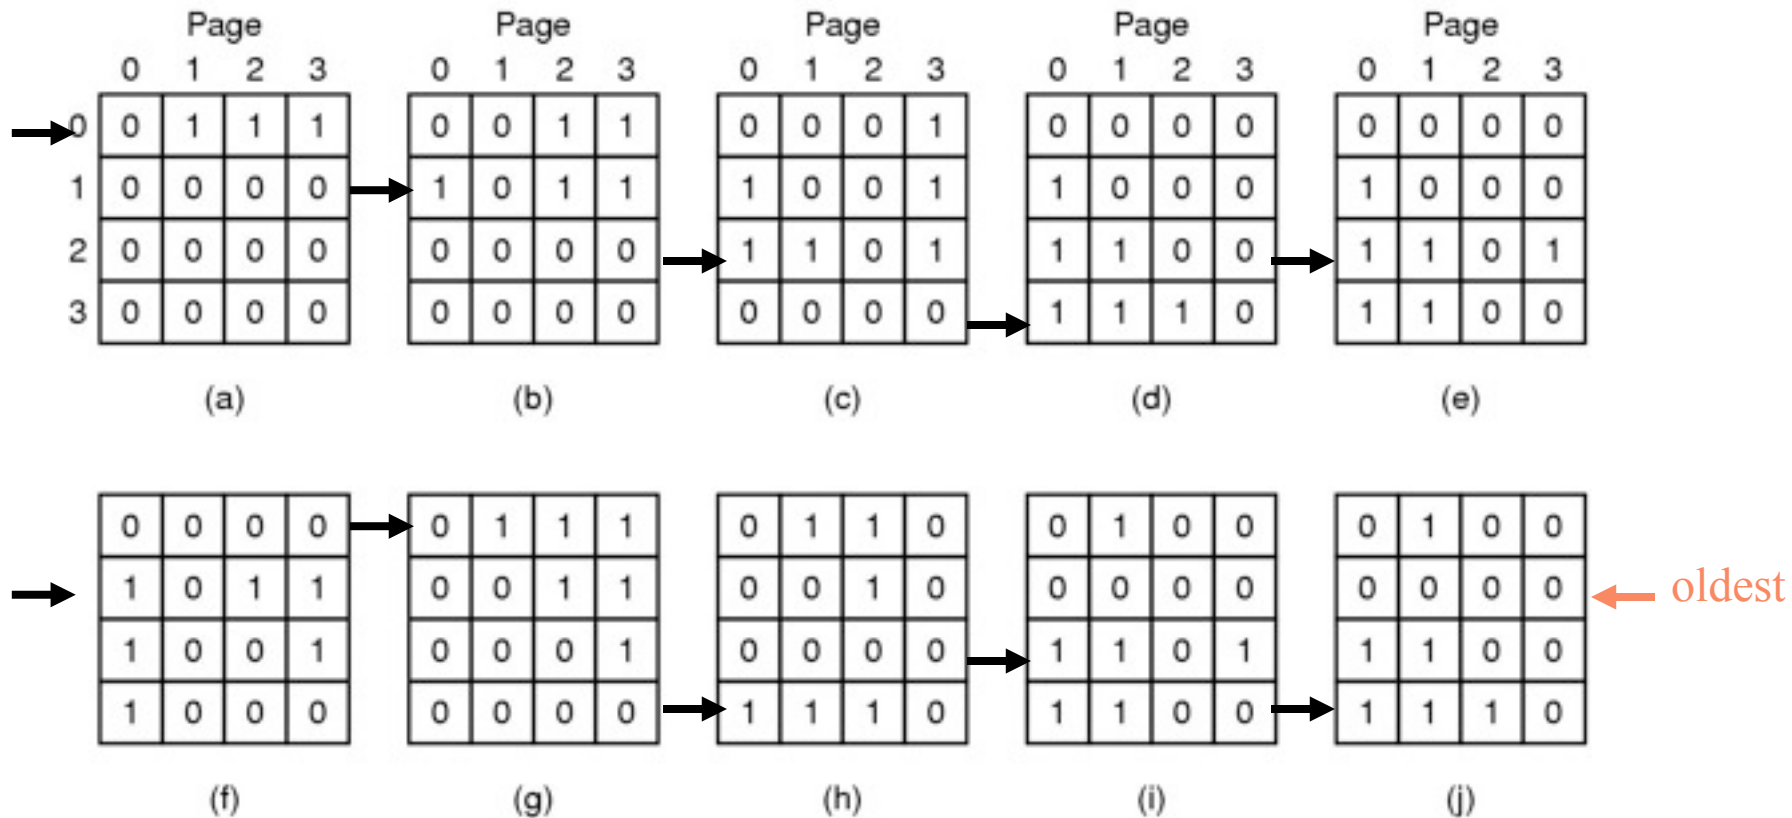 Page Page Page Page Page
0 1 2 3 0 1 2 3 0 1 2 3 0 1 2 3 0 1 2 3
0 0 1 1 1 0 0 1 1 0 0 0 1 0 0 0 0 0 0 0 0
1 0 0 0 0 1 0 1 1 1 0 0 1 1 0 0 0 1 0 0 0
2 0 0 0 0 0 0 0 0 1 1 0 1 1 1 0 0 1 1 0 1
3 0 0 0 0 0 0 0 0 0 0 0 0 1 1 1 0 1 1 0 0
(a) (b) (c) (d) (e)
0 0 0 0 0 1 1 1 0 1 1 0 0 1 0 0 0 1 0 0
1 0 1 1 0 0 1 1 0 0 1 0 0 0 0 0 0 0 0 0 oldest
1 0 0 1 0 0 0 1 0 0 0 0 1 1 0 1 1 1 0 0
1 0 0 0 0 0 0 0 1 1 1 0 1 1 0 0 1 1 1 0
(f) (g) (h) (i) (j)